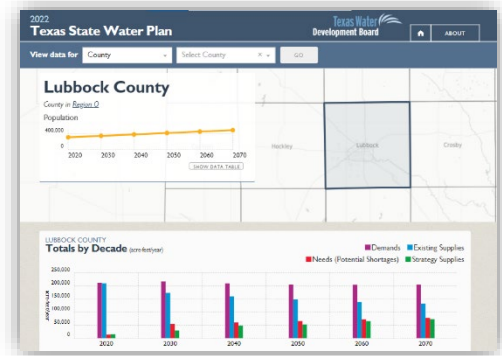 2022
Texas State Water Plan
Texas Water
Development Board
ABOUT
View data for
County
Select County
GO
Lubbock County
County in Region O
Population
400,000
0
2020 2030 2040 2050 2060 2070
SHOW DATA TABLE
Hockley
Lubbock
Crosby
LUBBOCK COUNTY
Totals by Decade (acre-feet/year)
Demands Existing Supplies
Needs (Potential Shortages) Strategy Supplies
250,000
200,000
150,000
100,000
50,000
0
2020 2030 2040 2050 2060 2070